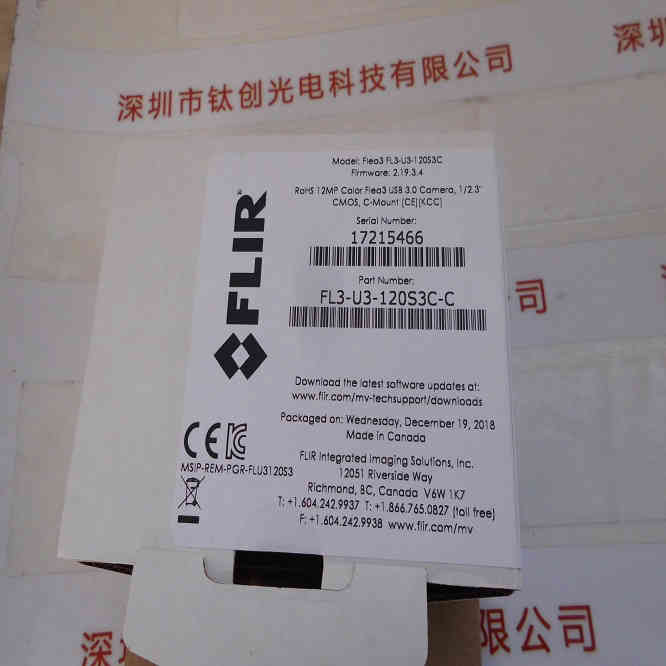 深圳市钛创光电科技有限公司
深圳
Model: Flea3 FL3-U3-120S3C
Firmware: 2.19.3.4
RoHS 12MP Color Flea3 USB 3.0 Camera, 1/2.3"
CMOS, C-Mount [CE][KCC]
Serial Number:
17215466
Part Number:
FL3-U3-120S3C-C
FLIR®
Download the latest software updates at:
www.flir.com/mv-techsupport/downloads
Packaged on: Wednesday, December 19, 2018
Made in Canada
CE
MSIP-REM-PGR-FLU3120S3
FLIR Integrated Imaging Solutions, Inc.
12051 Riverside Way
Richmond, BC, Canada V6W 1K7
T: +1.604.242.9937 T: +1.866.765.0827 (toll free)
F: +1.604.242.9938 www.flir.com/mv
深
限公司